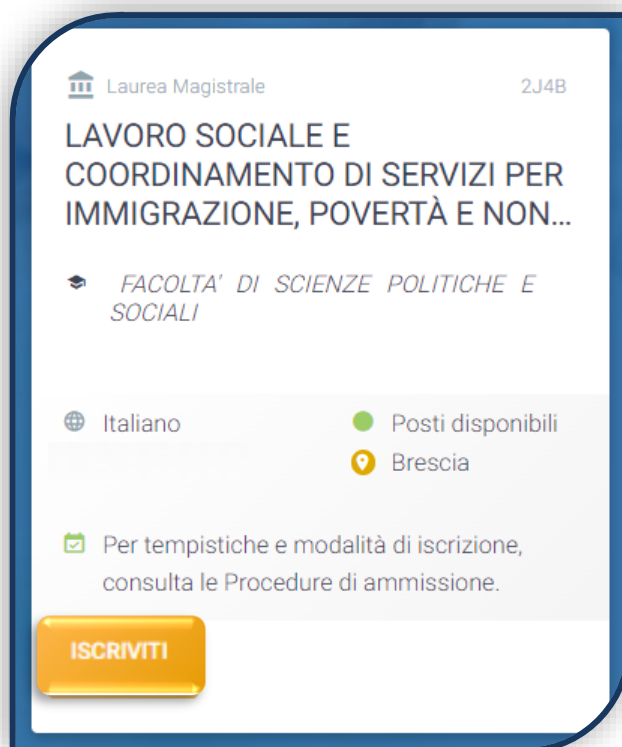 Laurea Magistrale 2J4B
LAVORO SOCIALE E
COORDINAMENTO DI SERVIZI PER
IMMIGRAZIONE, POVERTÀ E NON...
FACOLTA' DI SCIENZE POLITICHE E
SOCIALI
Italiano
Posti disponibili
Brescia
Per tempistiche e modalità di iscrizione,
consulta le Procedure di ammissione.
ISCRIVITI